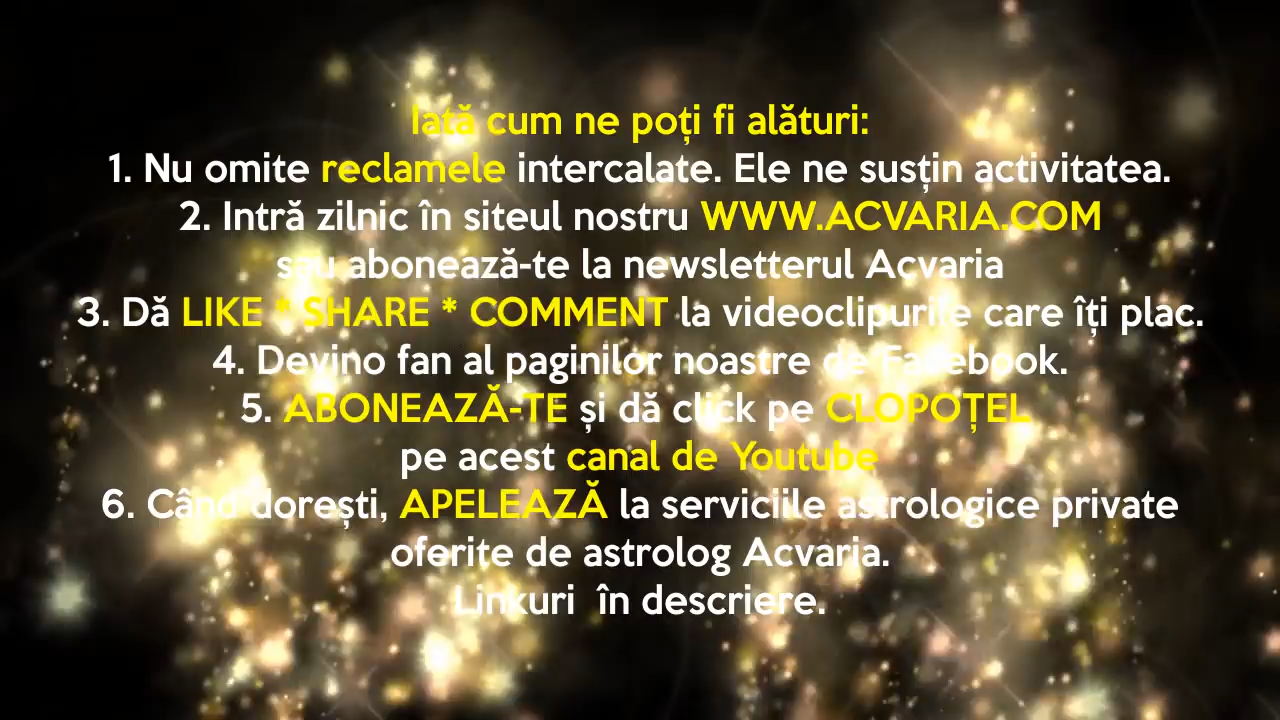 Iată cum ne poți fi alături:
1. Nu omite reclamele intercalate. Ele ne susțin activitatea.
2. Intră zilnic în siteul nostru WWW.ACVARIA.COM
sau abonează-te la newsletterul Acvaria
3. Dă LIKE * SHARE * COMMENT la videoclipurile care îți plac.
4. Devino fan al paginilor noastre de Facebook.
5. ABONEAZĂ-TE și dă click pe CLOPOȚEL
pe acest canal de Youtube
6. Când dorești, APELEAZĂ la serviciile astrologice private
oferite de astrolog Acvaria.
Linkuri  în descriere.